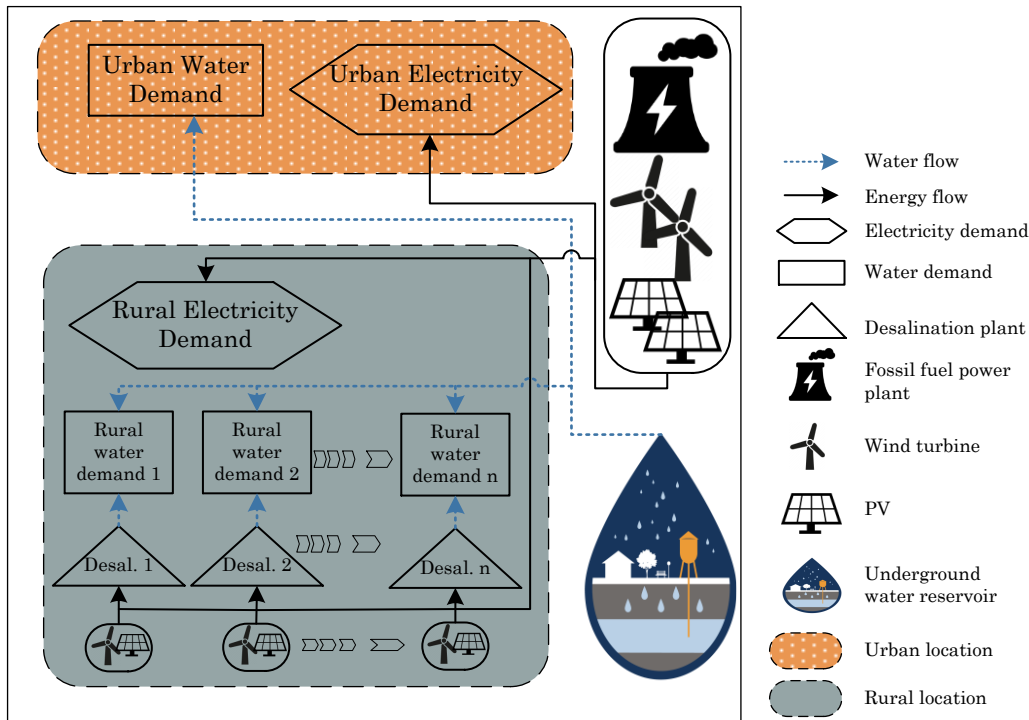 Urban Water
Demand
Urban Electricity
Demand
Rural Electricity
Demand
Rural
water
demand 1
Rural
water
demand 2
Rural
water
demand n
Desal. 1
Desal. 2
Desal. n
Water flow
Energy flow
Electricity demand
Water demand
Desalination plant
Fossil fuel power
plant
Wind turbine
PV
Underground
water reservoir
Urban location
Rural location